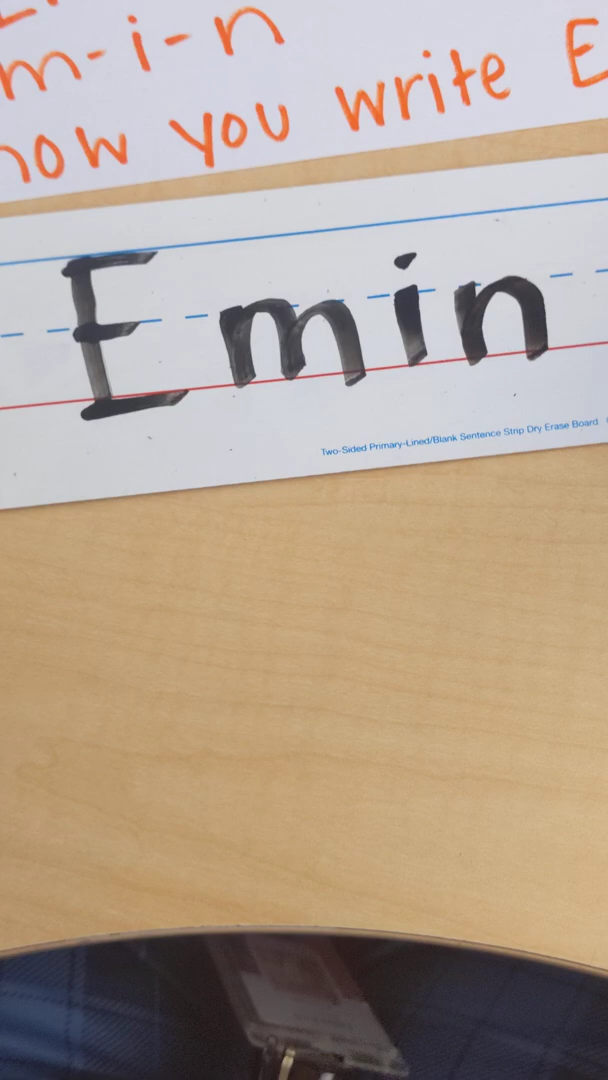 m-i-n
how you write E
Emin
Two-Sided Primary-Lined/Blank Sentence Strip Dry Erase Board